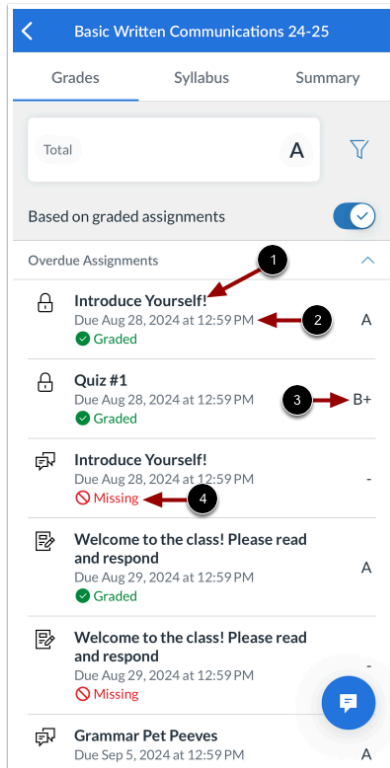 Basic Written Communications 24-25
Grades Syllabus Summary
Total A
Based on graded assignments
Overdue Assignments
1
Introduce Yourself!
Due Aug 28, 2024 at 12:59 PM 2 A
Graded
Quiz #1
Due Aug 28, 2024 at 12:59 PM 3 B+
Graded
Introduce Yourself!
Due Aug 28, 2024 at 12:59 PM -
Missing 4
Welcome to the class! Please read
and respond
Due Aug 29, 2024 at 12:59 PM A
Graded
Welcome to the class! Please read
and respond
Due Aug 29, 2024 at 12:59 PM -
Missing
Grammar Pet Peeves
Due Sep 5, 2024 at 12:59 PM A